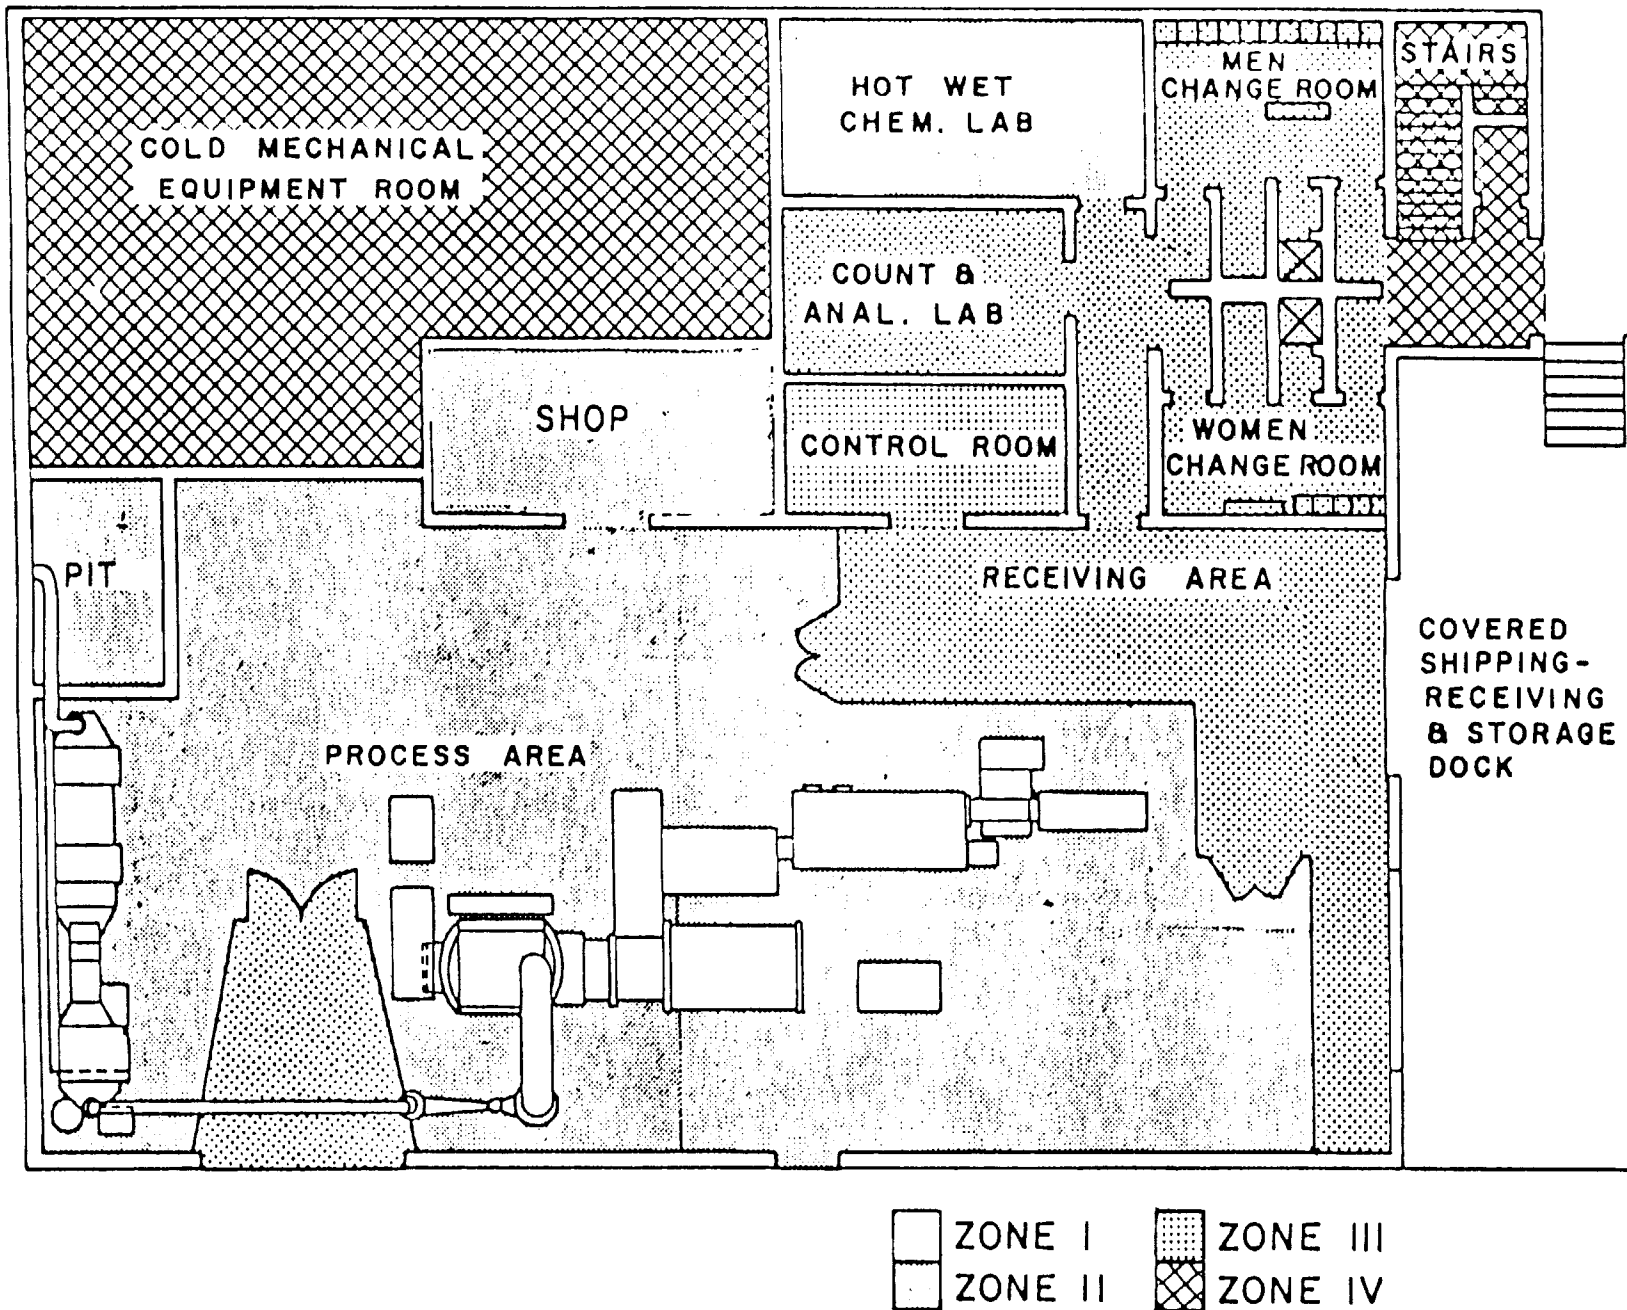 COLD MECHANICAL
EQUIPMENT ROOM
HOT WET
CHEM. LAB
MEN
CHANGE ROOM
STAIRS
COUNT &
ANAL. LAB
SHOP
CONTROL ROOM
WOMEN
CHANGE ROOM
PIT
RECEIVING AREA
COVERED
SHIPPING-
RECEIVING
& STORAGE
DOCK
PROCESS AREA
ZONE I
ZONE II
ZONE III
ZONE IV